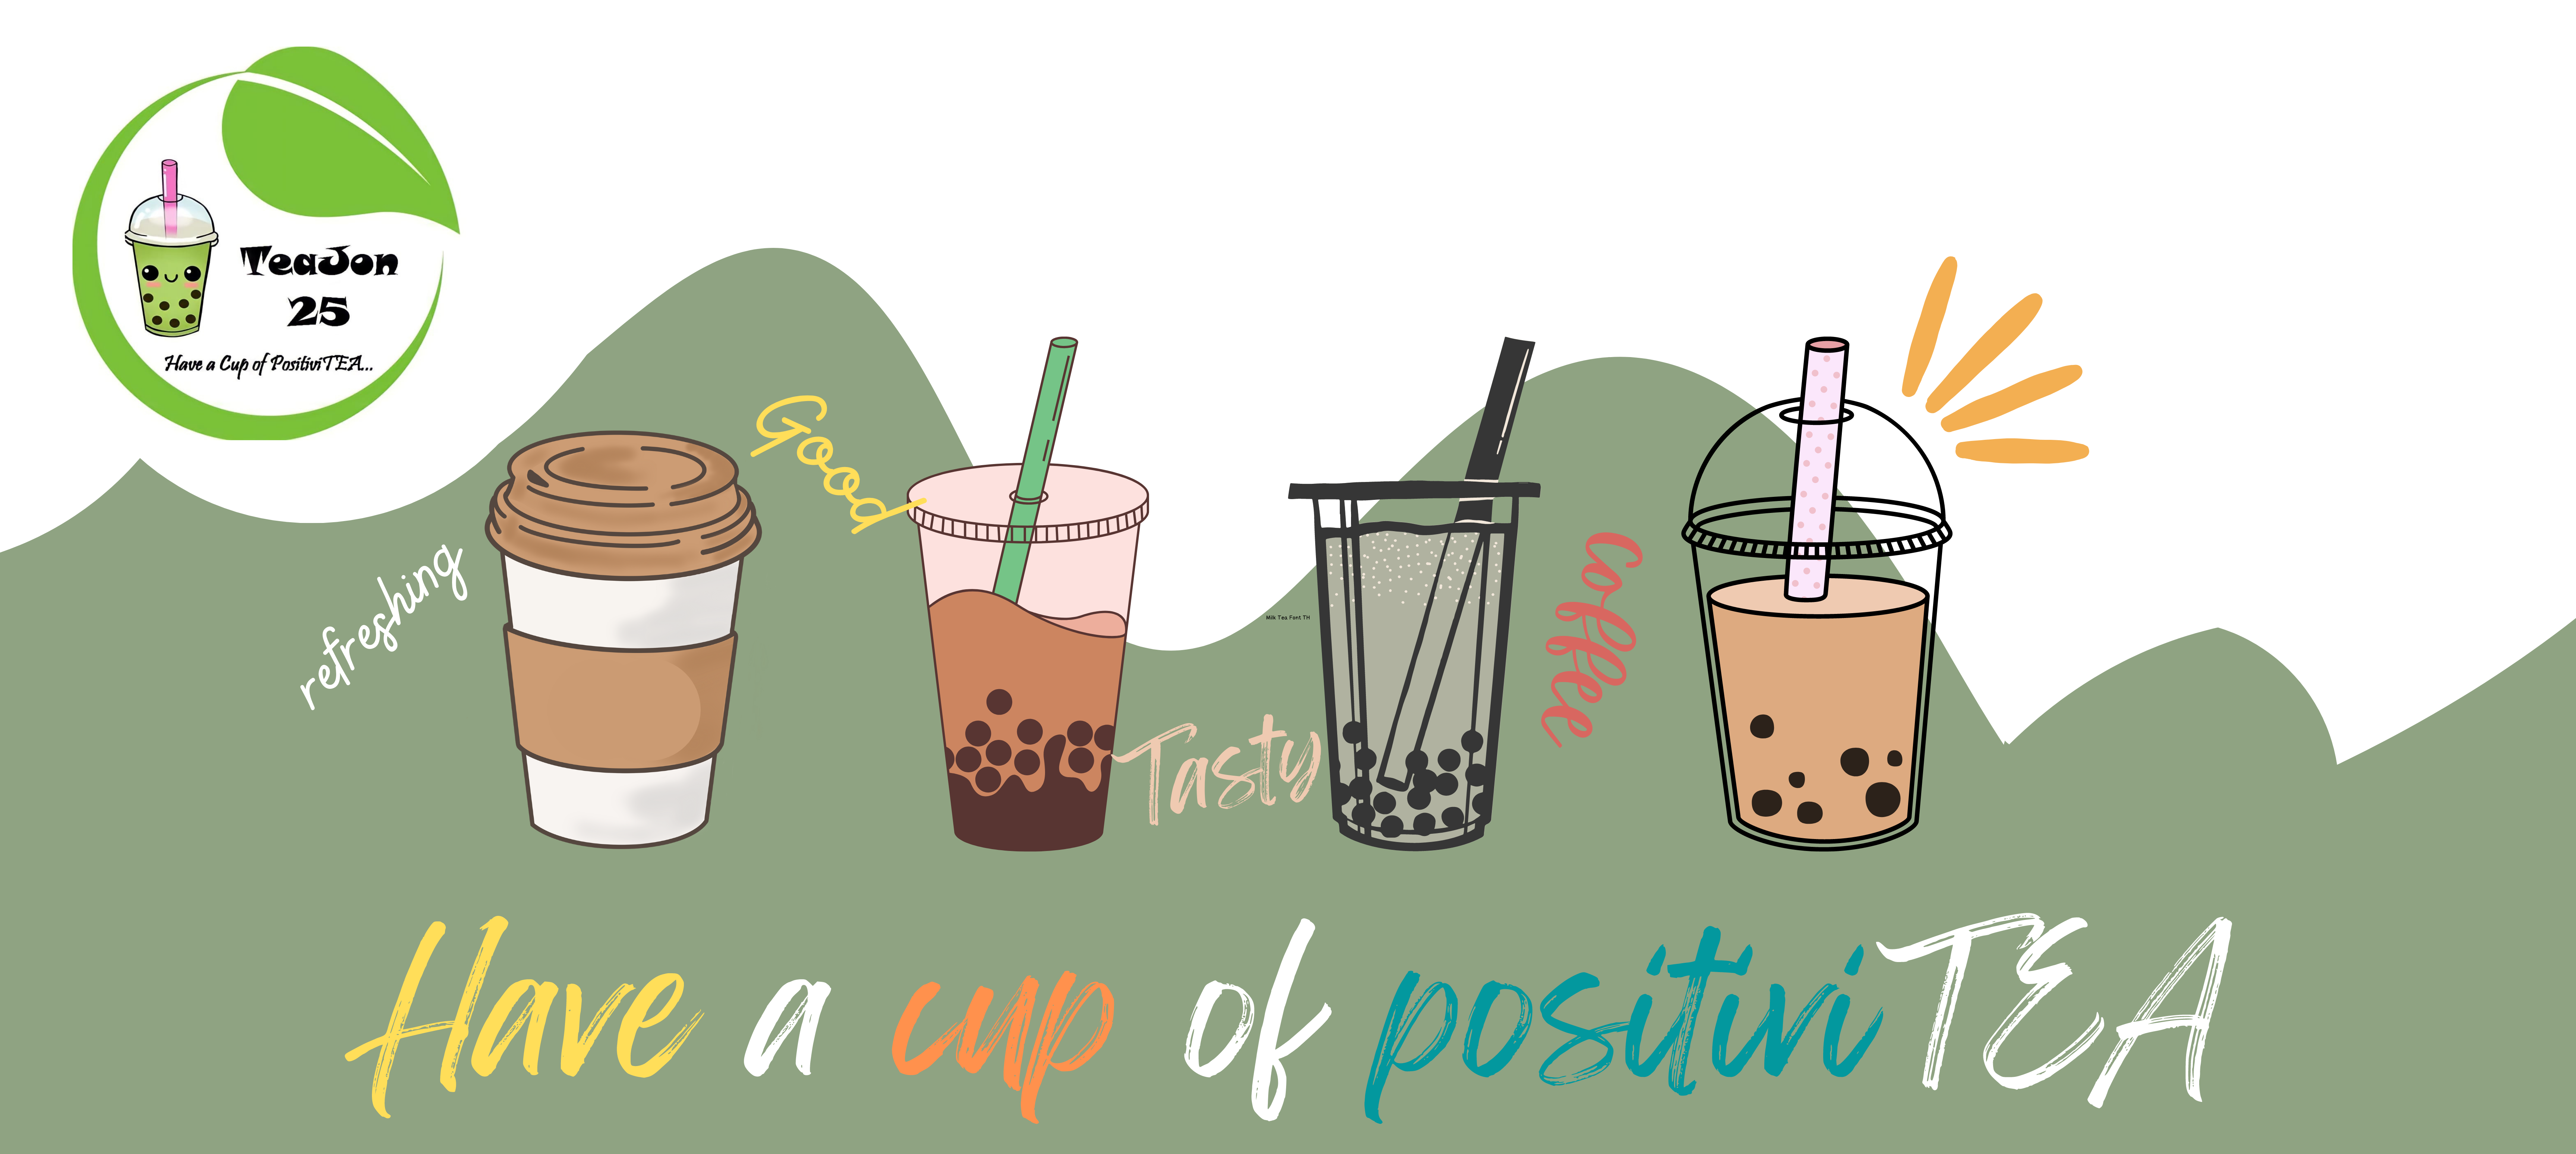 TeaJon
25
Have a Cup of PositiviTEA...
Good
refreshing
Milk Tea Font TH
coffee
Tasty
Have a cup of positiviTEA